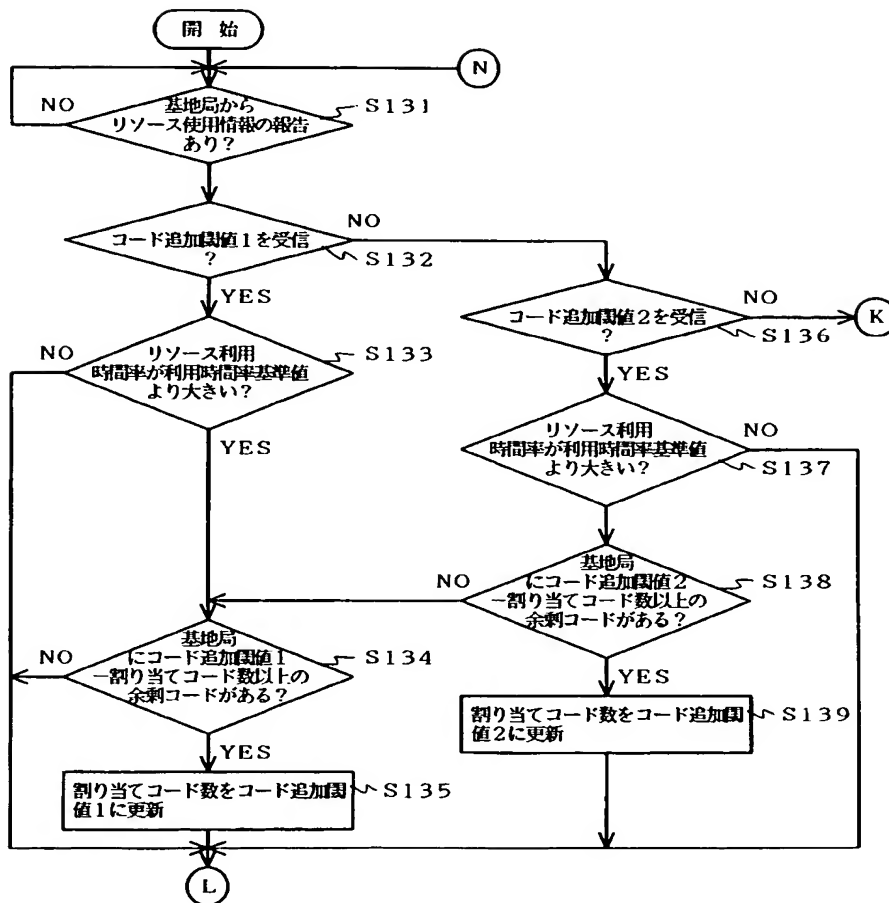 開 始
N
NO
基地局から
リソース使用情報の報告
あり?
S131
コード追加閾値1を受信
?
NO
S132
YES
コード追加閾値2を受信
?
NO
K
S136
YES
NO
リソース利用
時間率が利用時間率基準値
より大きい?
S133
YES
リソース利用
時間率が利用時間率基準値
より大きい?
NO
S137
基地局
にコード追加閾値2
ー割り当てコード数以上の
余剰コードがある?
NO
S138
YES
NO
基地局
にコード追加閾値1
ー割り当てコード数以上の
余剰コードがある?
S134
YES
割り当てコード数をコード追加閾
値2に更新
S139
割り当てコード数をコード追加閾
値1に更新
S135
L